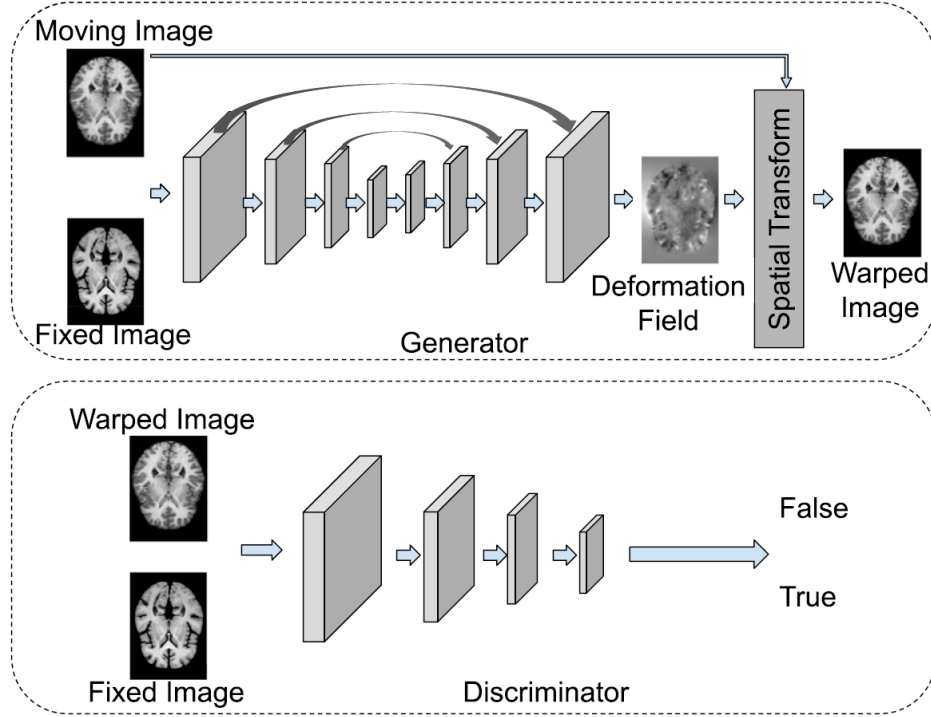 Moving Image
Fixed Image
Generator
Deformation
Field
Spatial Transform
Warped
Image
Warped Image
Fixed Image
Discriminator
False
True